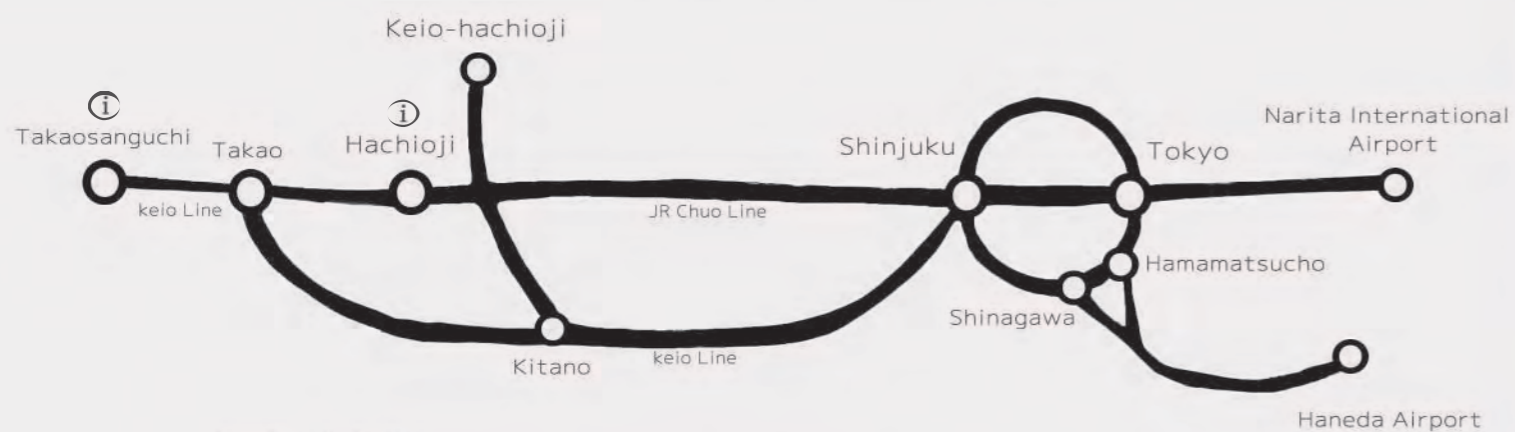 Keio-hachioji
i
i
Takaosanguchi
Takao
Hachioji
Shinjuku
Tokyo
Narita International
Airport
keio Line
JR Chuo Line
Hamamatsucho
Shinagawa
Kitano
keio Line
Haneda Airport